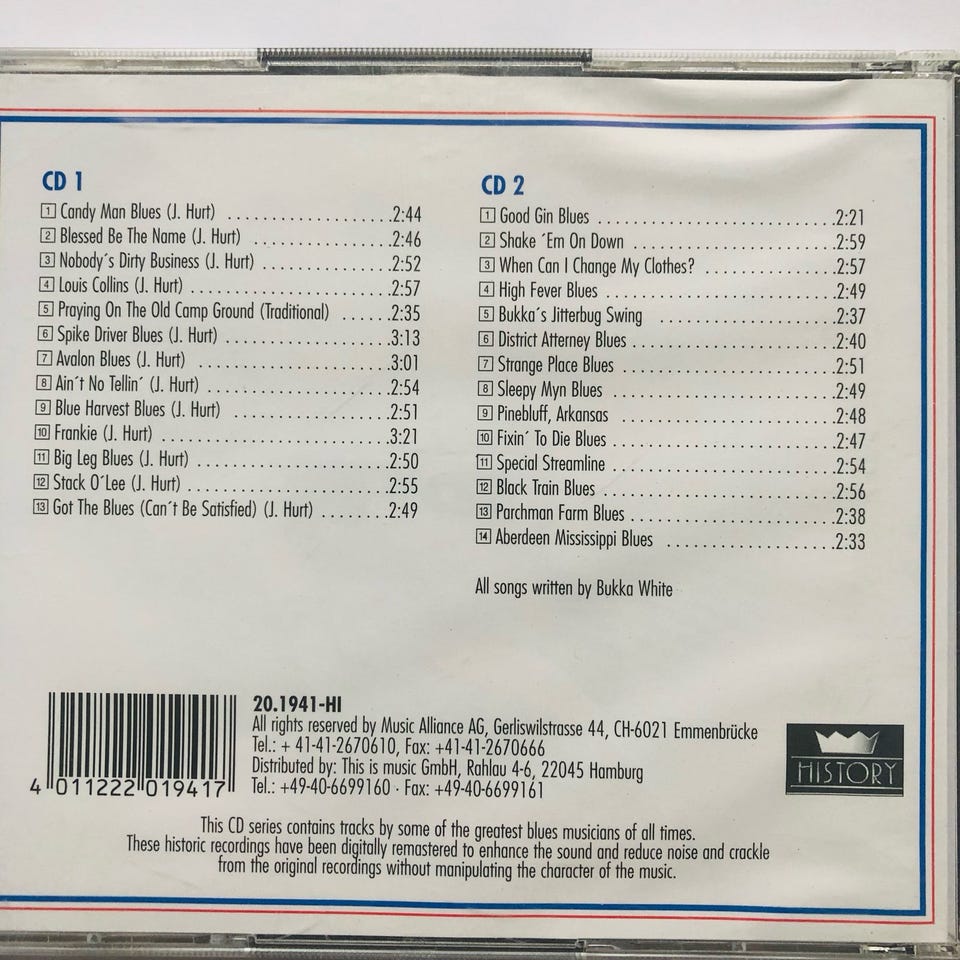 CD 1
1 Candy Man Blues (J. Hurt) ....................2:44
2 Blessed Be The Name (J. Hurt) .................2:46
3 Nobody´s Dirty Business (J. Hurt) ................2:52
4 Louis Collins (J. Hurt) .........................2:57
5 Praying On The Old Camp Ground (Traditional) ......2:35
6 Spike Driver Blues (J. Hurt) ....................3:13
7 Avalon Blues (J. Hurt) ........................3:01
8 Ain´t No Tellin´ (J. Hurt) .......................2:54
9 Blue Harvest Blues (J. Hurt) ...................2:51
10 Frankie (J. Hurt) ............................3:21
11 Big Leg Blues (J. Hurt) .......................2:50
12 Stack O´Lee (J. Hurt) ........................2:55
13 Got The Blues (Can´t Be Satisfied) (J. Hurt) ........2:49
CD 2
1 Good Gin Blues .............................2:21
2 Shake ´Em On Down .........................2:59
3 When Can I Change My Clothes? ................2:57
4 High Fever Blues ............................2:49
5 Bukka´s Jitterbug Swing .....................2:37
6 District Atterney Blues ........................2:40
7 Strange Place Blues ..........................2:51
8 Sleepy Myn Blues ...........................2:49
9 Pinebluff, Arkansas ..........................2:48
10 Fixin´ To Die Blues ..........................2:47
11 Special Streamline ...........................2:54
12 Black Train Blues ............................2:56
13 Parchman Farm Blues ........................2:38
14 Aberdeen Mississippi Blues ....................2:33
All songs written by Bukka White
20.1941-HI
All rights reserved by Music Alliance AG, Gerliswilstrasse 44, CH-6021 Emmenbrücke
Tel.: + 41-41-2670610, Fax: +41-41-2670666
Distributed by: This is music GmbH, Rahlau 4-6, 22045 Hamburg
Tel.: +49-40-6699160 · Fax: +49-40-6699161
4 011222 019417
HISTORY
This CD series contains tracks by some of the greatest blues musicians of all times.
These historic recordings have been digitally remastered to enhance the sound and reduce noise and crackle
from the original recordings without manipulating the character of the music.